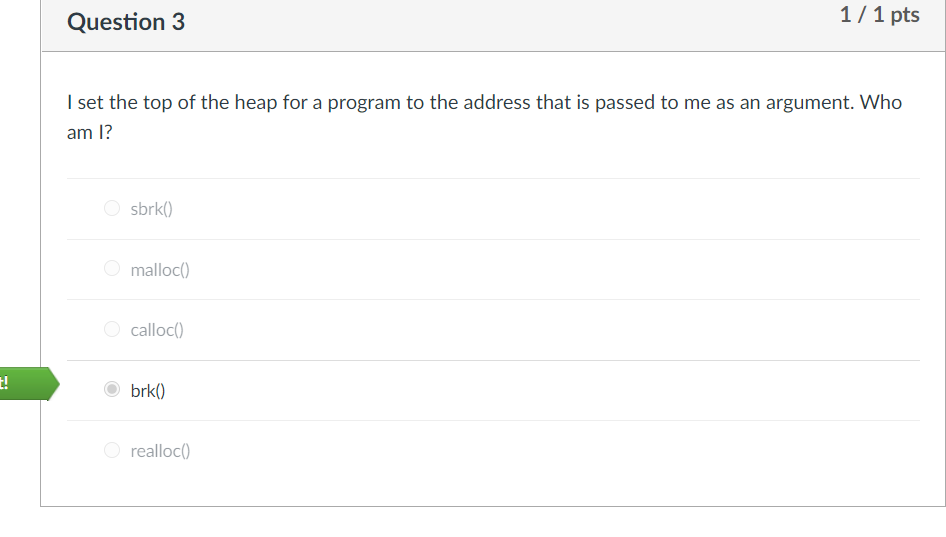 Question 3
1 / 1 pts
I set the top of the heap for a program to the address that is passed to me as an argument. Who
am I?
sbrk()
malloc()
calloc()
t!
brk()
realloc()